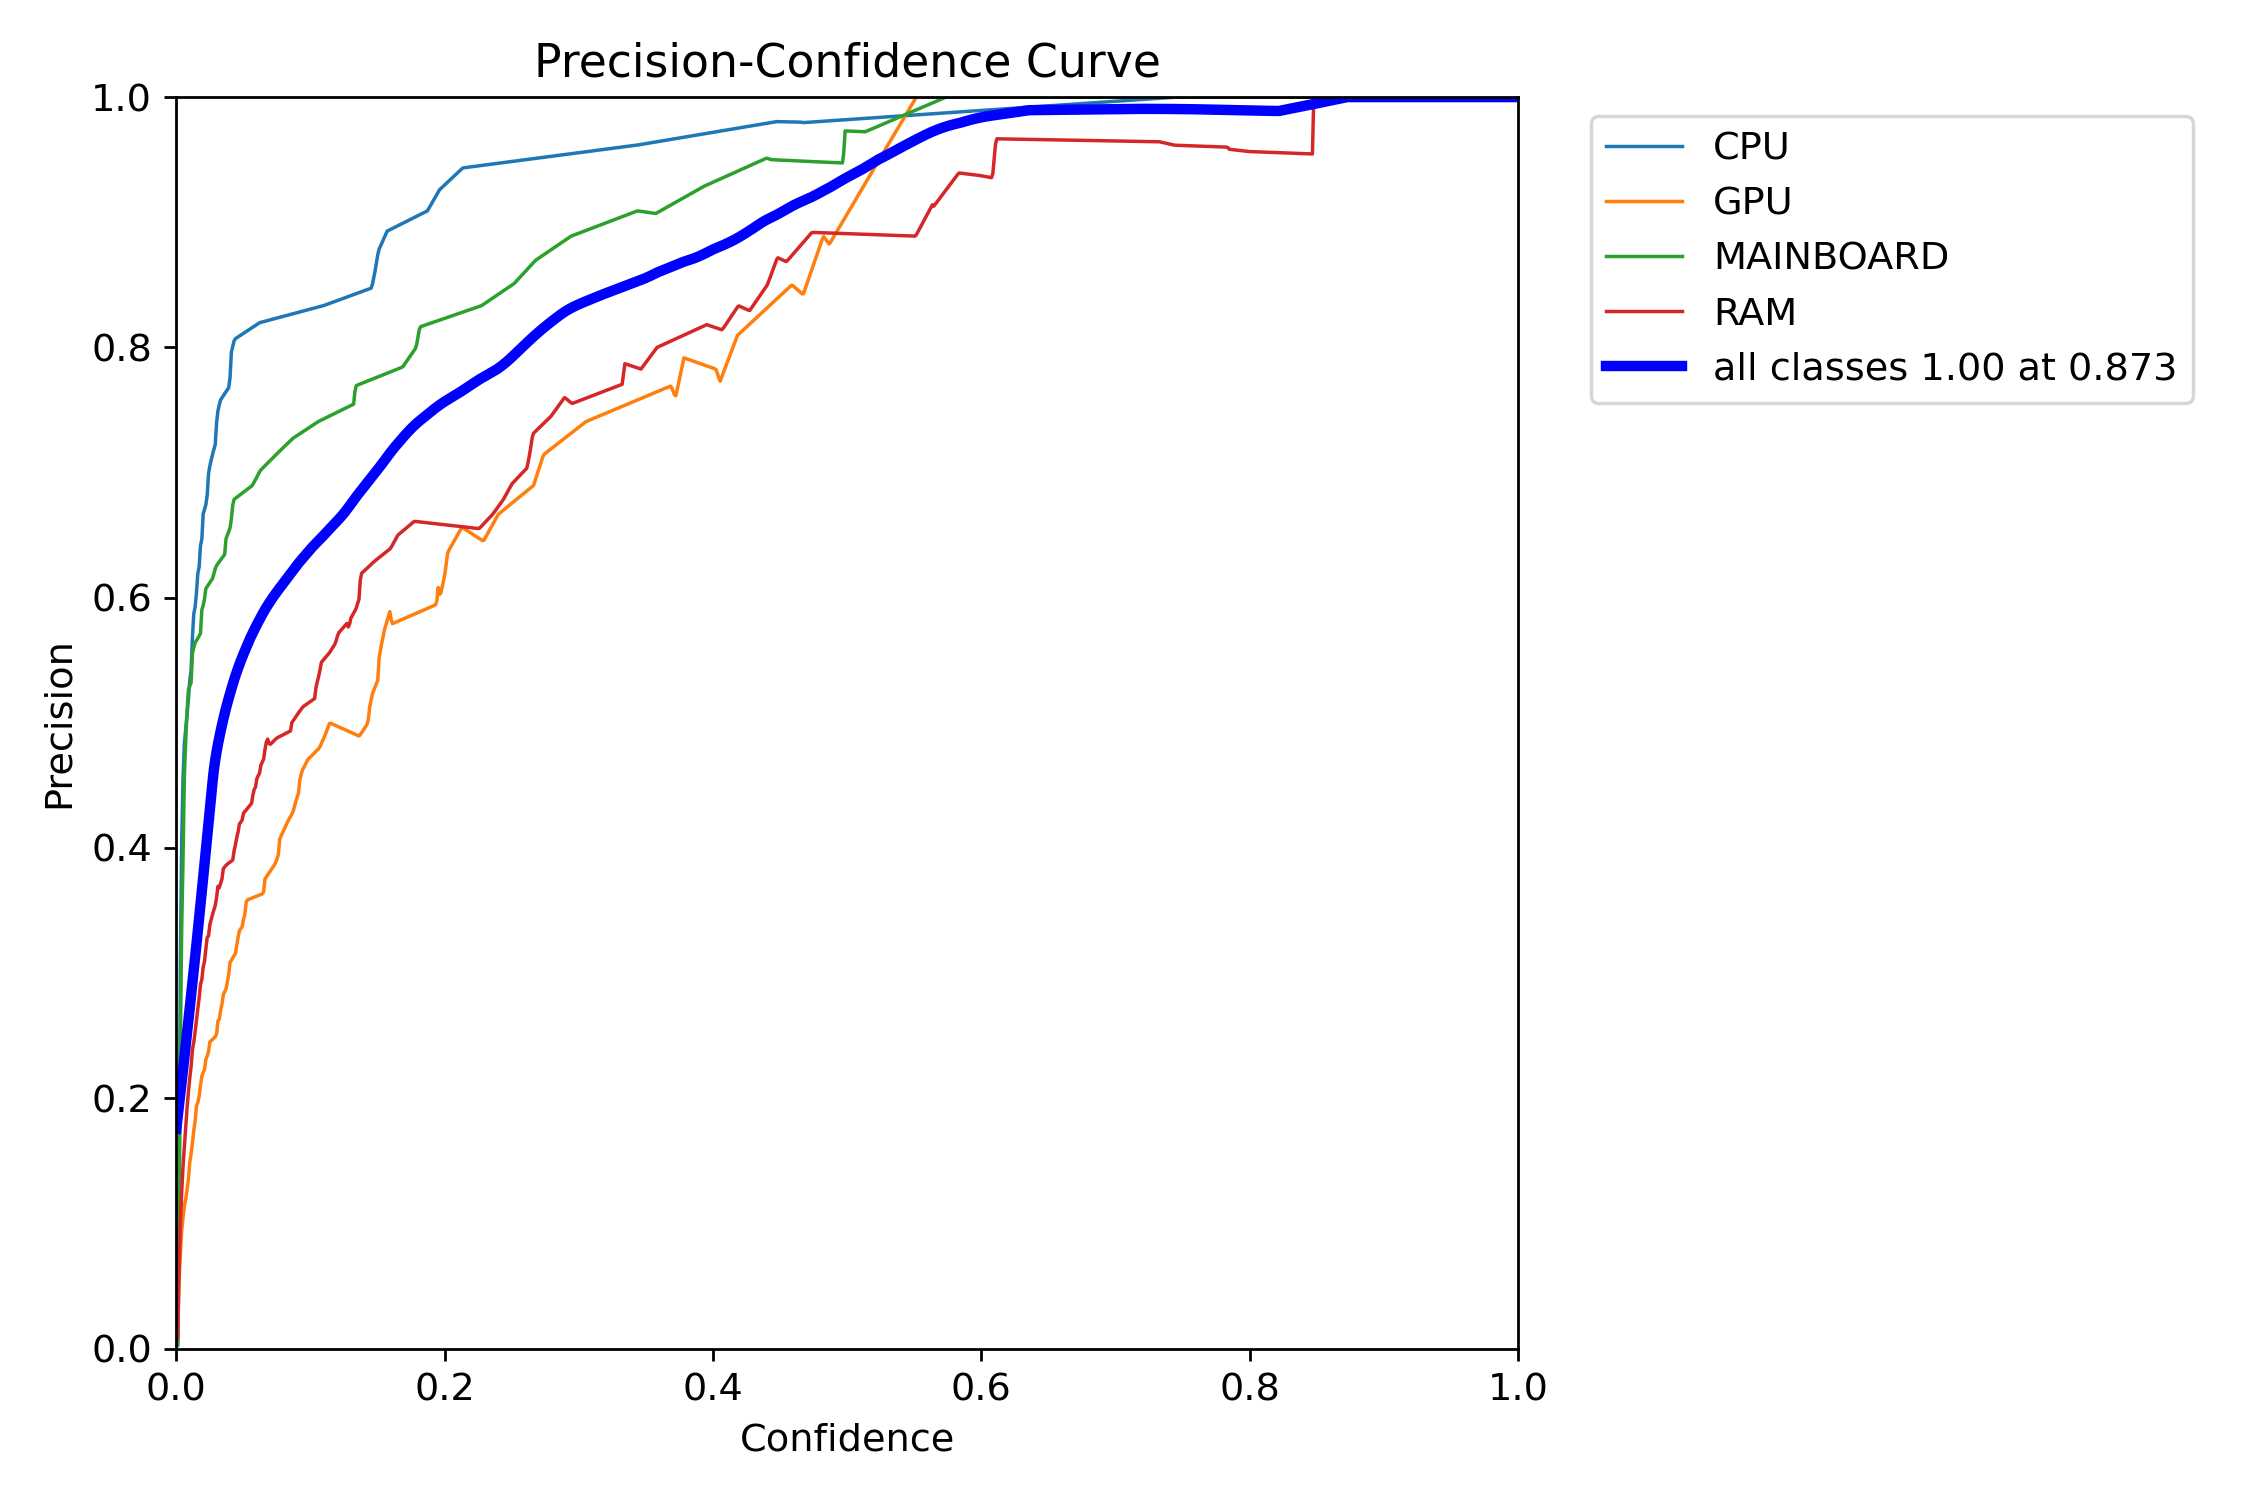 Precision-Confidence Curve
1.0
0.8
0.6
0.4
0.2
0.0
Precision
0.0 0.2 0.4 0.6 0.8 1.0
Confidence
CPU
GPU
MAINBOARD
RAM
all classes 1.00 at 0.873